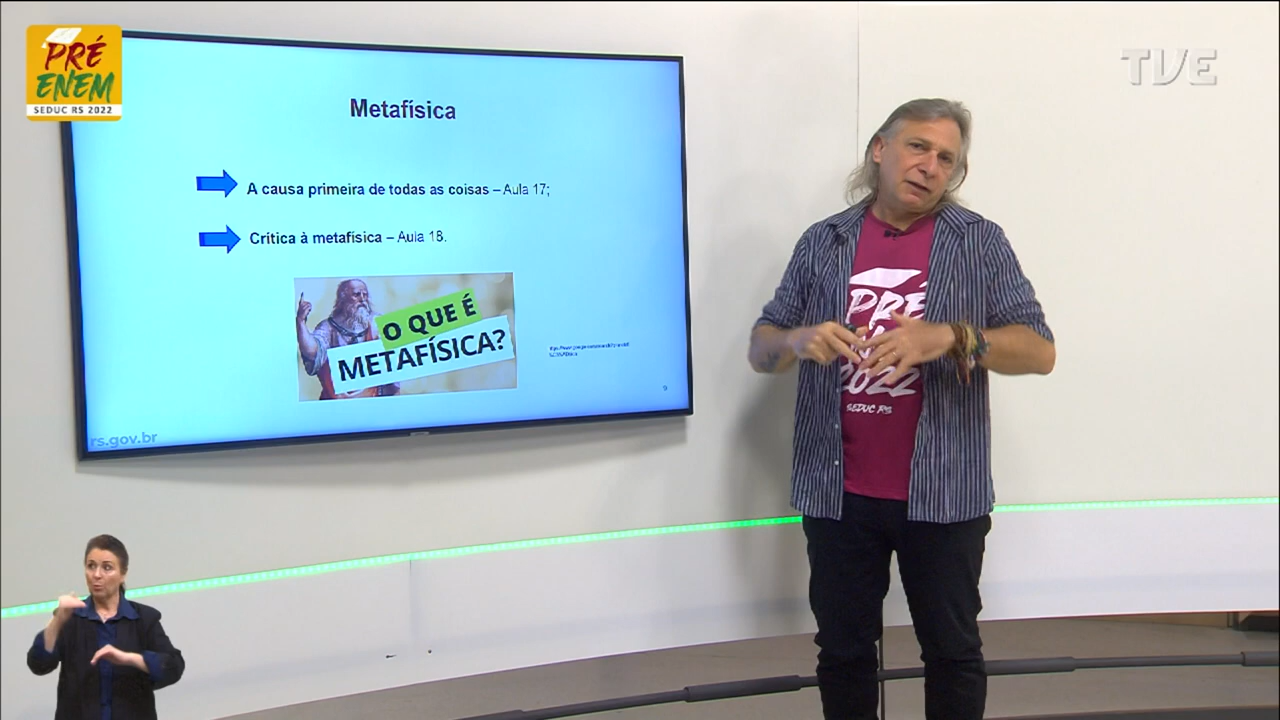 PRÉ
ENEM
SEDUC RS 2022
TVE
Metafísica
A causa primeira de todas as coisas – Aula 17;
Crítica à metafísica – Aula 18.
O QUE É
METAFÍSICA?
9
rs.gov.br
PRÉ
2022
SEDUC RS